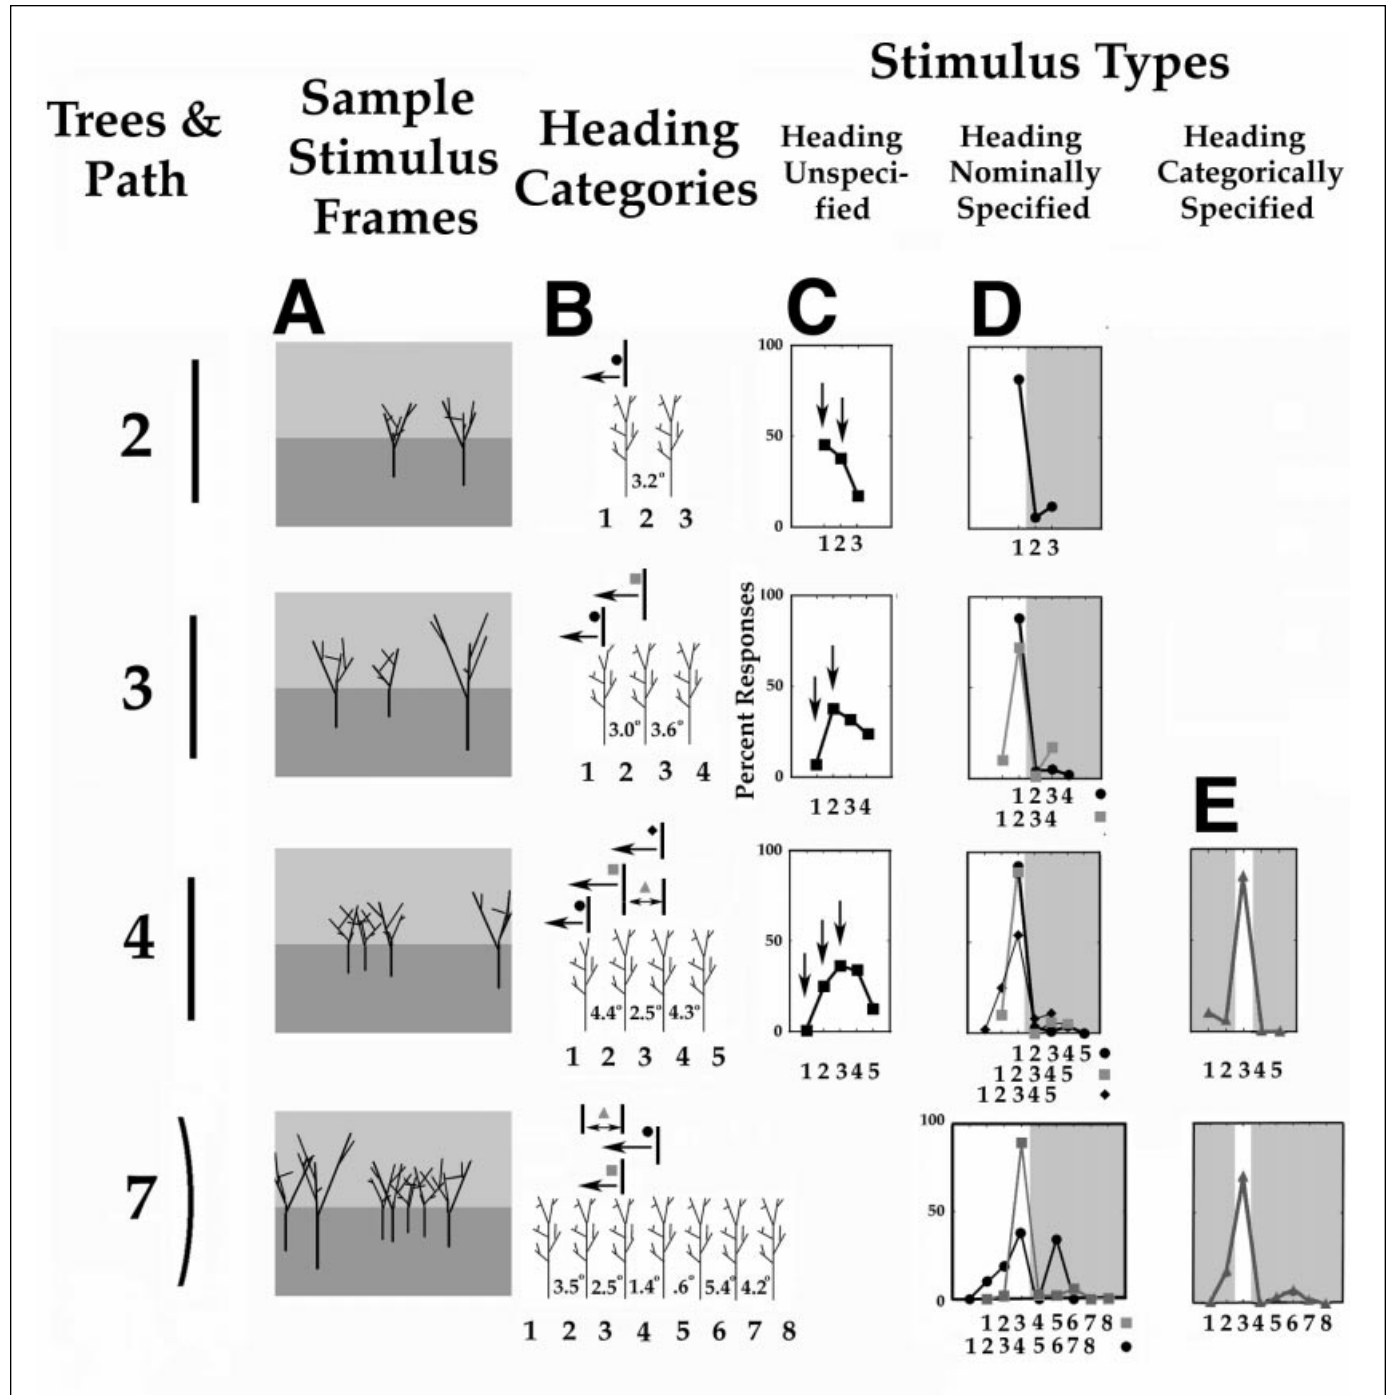 Stimulus Types
Trees &
Path
Sample
Stimulus
Frames
Heading
Categories
Heading
Unspeci-
fied
Heading
Nominally
Specified
Heading
Categorically
Specified
A
B
C
D
2
3.2°
1 2 3
100
50
0
1 2 3
1 2 3
3
3.0° 3.6°
1 2 3 4
Percent Responses
100
50
0
1 2 3 4
1 2 3 4
1 2 3 4
E
4
4.4° 2.5° 4.3°
1 2 3 4 5
100
50
0
1 2 3 4 5
1 2 3 4 5
1 2 3 4 5
1 2 3 4 5
1 2 3 4 5
7
3.5° 2.5° 1.4° .6° 5.4° 4.2°
1 2 3 4 5 6 7 8
100
50
0
1 2 3 4 5 6 7 8
1 2 3 4 5 6 7 8
1 2 3 4 5 6 7 8